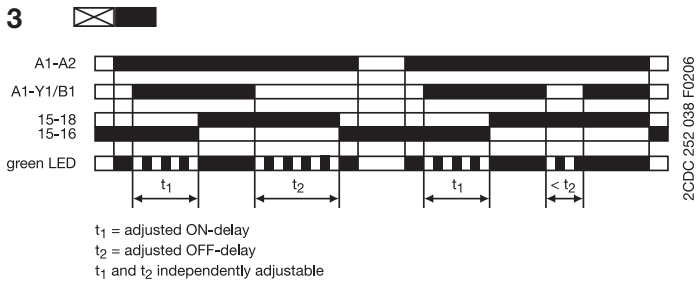 3
A1-A2
A1-Y1/B1
15-18
15-16
green LED
t1 t2 t1 < t2
t1 = adjusted ON-delay
t2 = adjusted OFF-delay
t1 and t2 independently adjustable
2CDC 252 038 F0206